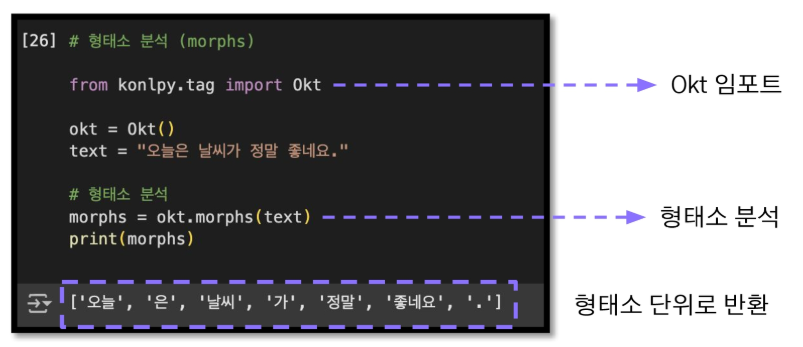 [26] # 형태소 분석 (morphs)
from konlpy.tag import Okt
Okt 임포트
okt = Okt()
text = "오늘은 날씨가 정말 좋네요."
# 형태소 분석
morphs = okt.morphs(text)
형태소 분석
print(morphs)
['오늘', '은', '날씨', '가', '정말', '좋네요', '.']
형태소 단위로 반환